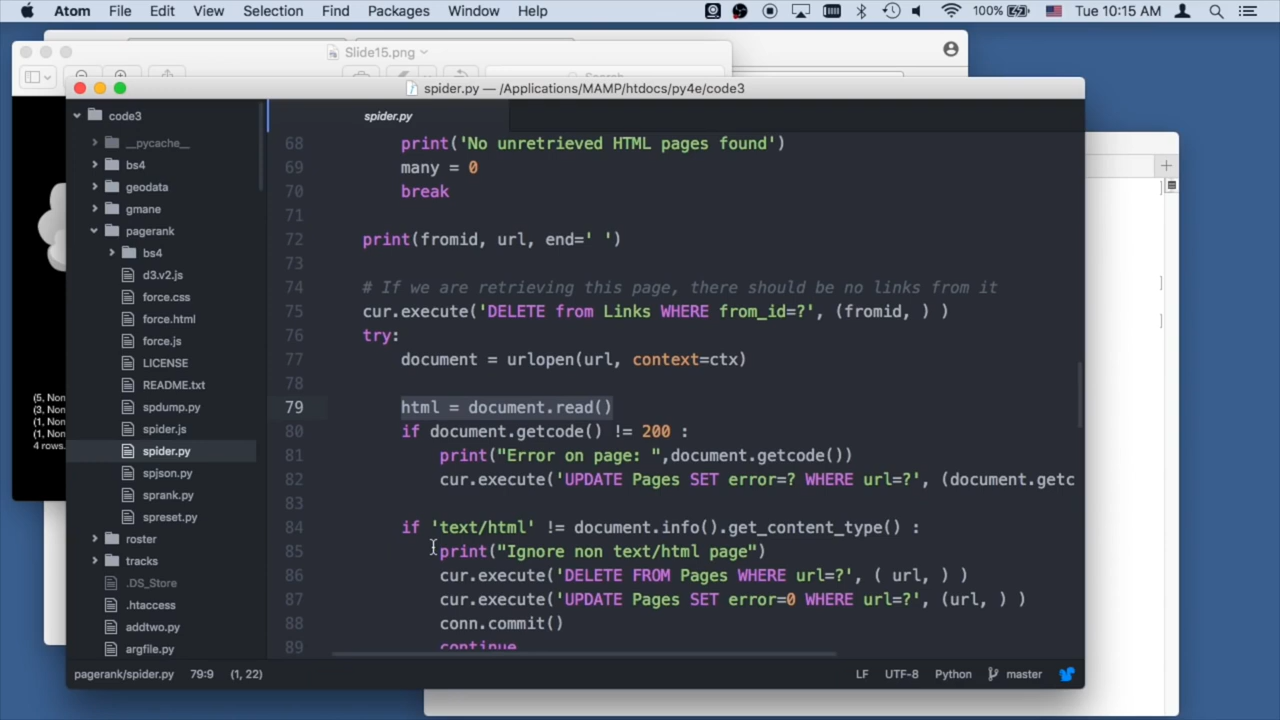 Atom File Edit View Selection Find Packages Window Help 100% Tue 10:15 AM
Slide15.png
Search
spider.py — /Applications/MAMP/htdocs/py4e/code3
code3
__pycache__
bs4
geodata
gmane
pagerank
bs4
d3.v2.js
force.css
force.html
force.js
LICENSE
README.txt
spdump.py
spider.js
spider.py
spjson.py
sprank.py
spreset.py
roster
tracks
.DS_Store
.htaccess
addtwo.py
argfile.py
(5, Non
(3, Non
(1, Non
(1, Non
4 rows.
spider.py
68 print('No unretrieved HTML pages found')
69 many = 0
70 break
71
72 print(fromid, url, end=' ')
73
74 # If we are retrieving this page, there should be no links from it
75 cur.execute('DELETE from Links WHERE from_id=?', (fromid, ) )
76 try:
77 document = urlopen(url, context=ctx)
78
79 html = document.read()
80 if document.getcode() != 200 :
81 print("Error on page: ",document.getcode())
82 cur.execute('UPDATE Pages SET error=? WHERE url=?', (document.getc
83
84 if 'text/html' != document.info().get_content_type() :
85 print("Ignore non text/html page")
86 cur.execute('DELETE FROM Pages WHERE url=?', ( url, ) )
87 cur.execute('UPDATE Pages SET error=0 WHERE url=?', (url, ) )
88 conn.commit()
89 continue
pagerank/spider.py 79:9 (1, 22) LF UTF-8 Python master